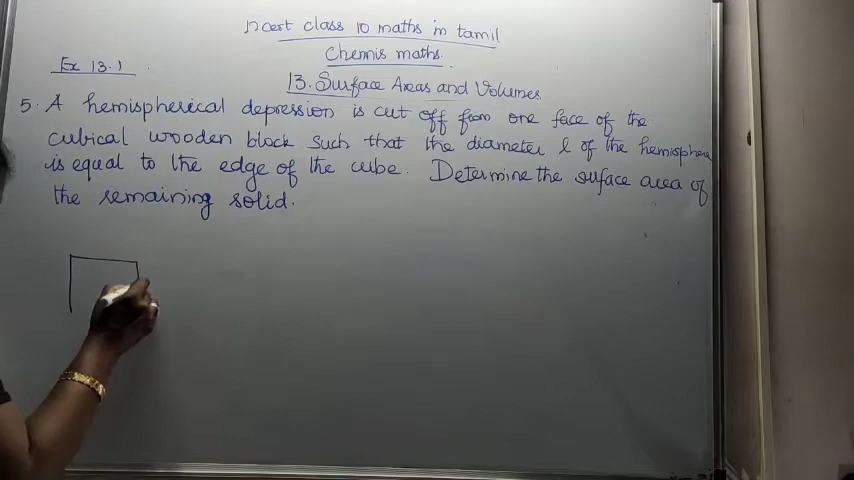 ncert class 10 maths in tamil
Chennis maths.
Ex 13.1
13. Surface Areas and Volumes
5. A hemispherical depression is cut off from one face of the
cubical wooden block such that the diameter l of the hemisphere
is equal to the edge of the cube. Determine the surface area of
the remaining solid.